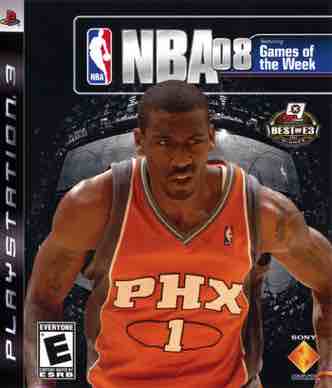 PLAYSTATION 3
NBA
NBA 08
featuring
Games of
the Week
BEST OF E3
PHX
1
EVERYONE
E
ESRB
SONY